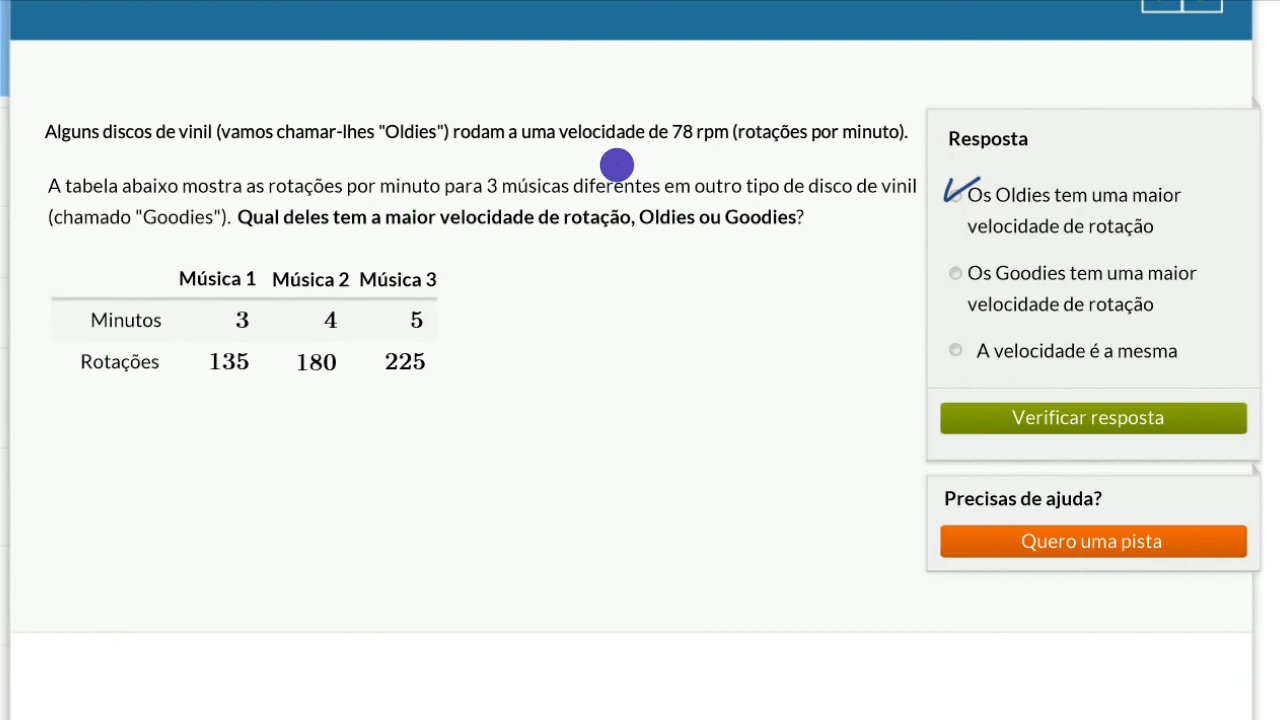 Alguns discos de vinil (vamos chamar-lhes "Oldies") rodam a uma velocidade de 78 rpm (rotações por minuto).
A tabela abaixo mostra as rotações por minuto para 3 músicas diferentes em outro tipo de disco de vinil
(chamado "Goodies"). Qual deles tem a maior velocidade de rotação, Oldies ou Goodies?
Música 1 Música 2 Música 3
Minutos 3 4 5
Rotações 135 180 225
Resposta
Os Oldies tem uma maior
velocidade de rotação
Os Goodies tem uma maior
velocidade de rotação
A velocidade é a mesma
Verificar resposta
Precisas de ajuda?
Quero uma pista